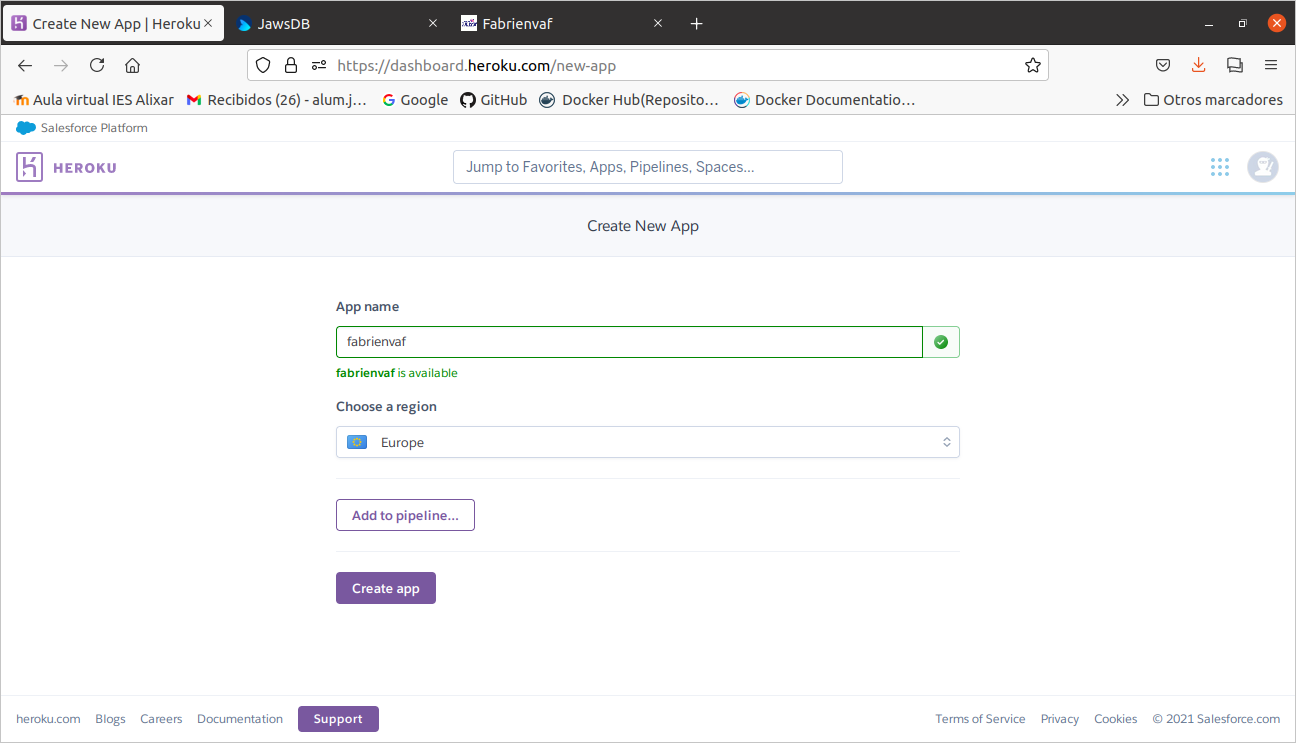 Create New App | Heroku
JawsDB
Fabrienvaf
https://dashboard.heroku.com/new-app
Aula virtual IES Alixar
Recibidos (26) - alum.j...
Google
GitHub
Docker Hub(Reposito...
Docker Documentatio...
Otros marcadores
Salesforce Platform
HEROKU
Jump to Favorites, Apps, Pipelines, Spaces...
Create New App
App name
fabrienvaf
fabrienvaf is available
Choose a region
Europe
Add to pipeline...
Create app
heroku.com Blogs Careers Documentation Support Terms of Service Privacy Cookies © 2021 Salesforce.com